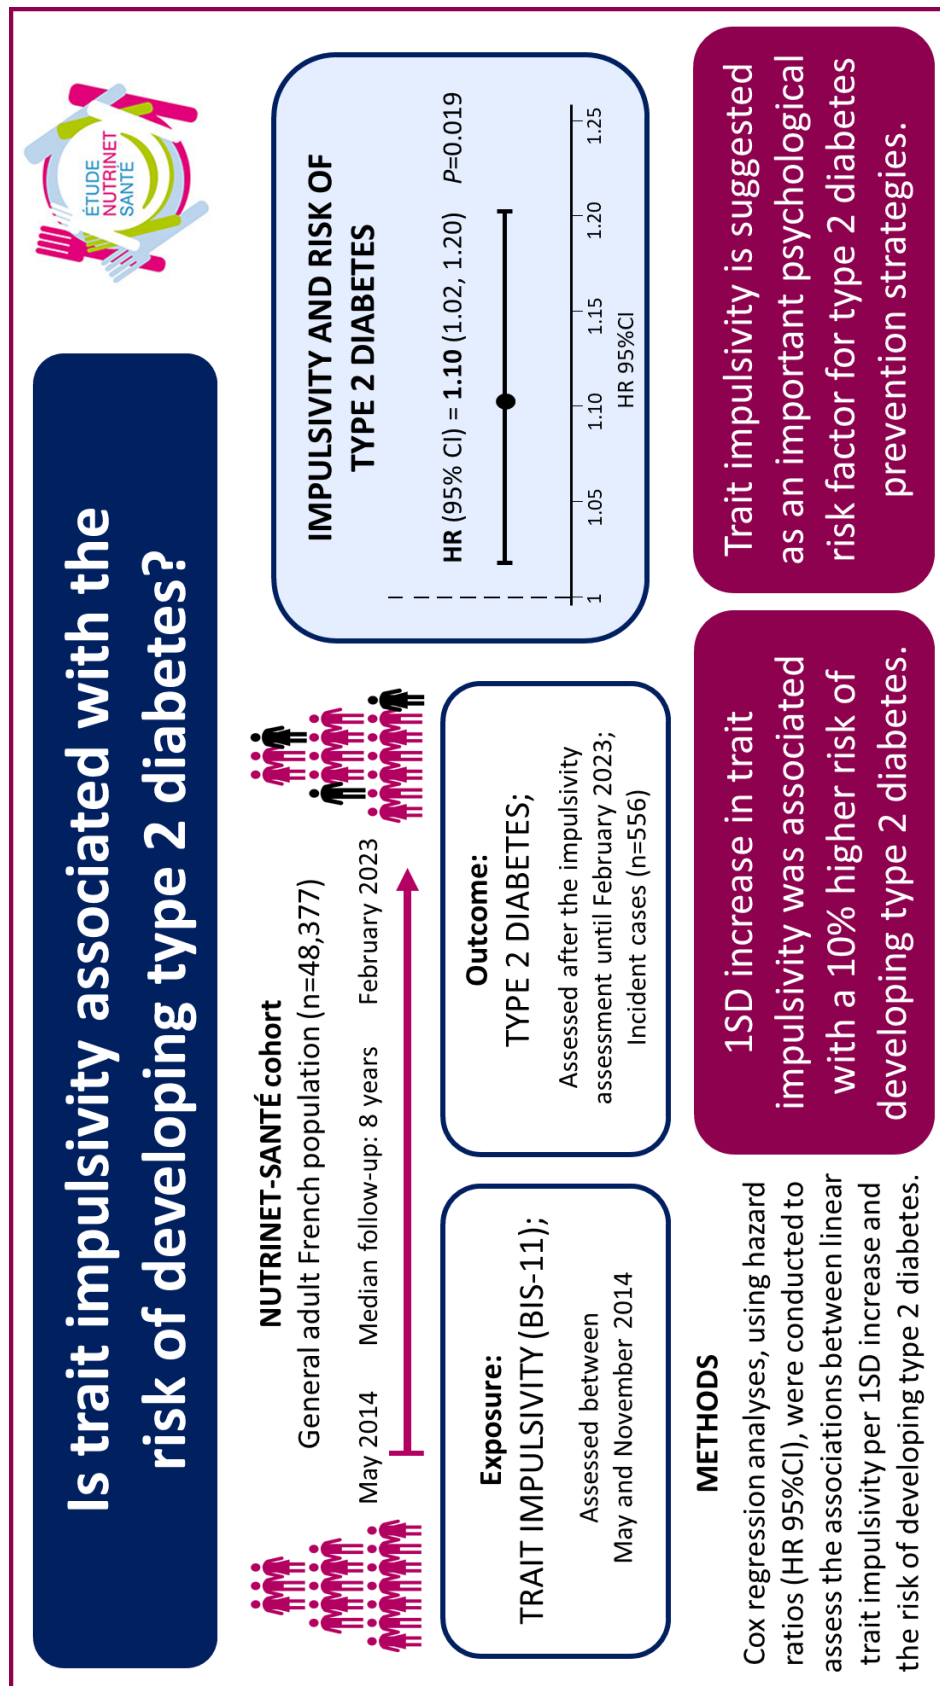 Is trait impulsivity associated with the
risk of developing type 2 diabetes?
ÉTUDE
NUTRINET
SANTÉ
NUTRINET-SANTÉ cohort
General adult French population (n=48,377)
May 2014 Median follow-up: 8 years February 2023
Exposure:
TRAIT IMPULSIVITY (BIS-11);
Assessed between
May and November 2014
Outcome:
TYPE 2 DIABETES;
Assessed after the impulsivity
assessment until February 2023;
Incident cases (n=556)
IMPULSIVITY AND RISK OF
TYPE 2 DIABETES
HR (95% CI) = 1.10 (1.02, 1.20) P=0.019
1 1.05 1.10 1.15 1.20 1.25
HR 95%CI
METHODS
Cox regression analyses, using hazard
ratios (HR 95%CI), were conducted to
assess the associations between linear
trait impulsivity per 1SD increase and
the risk of developing type 2 diabetes.
1SD increase in trait
impulsivity was associated
with a 10% higher risk of
developing type 2 diabetes.
Trait impulsivity is suggested
as an important psychological
risk factor for type 2 diabetes
prevention strategies.